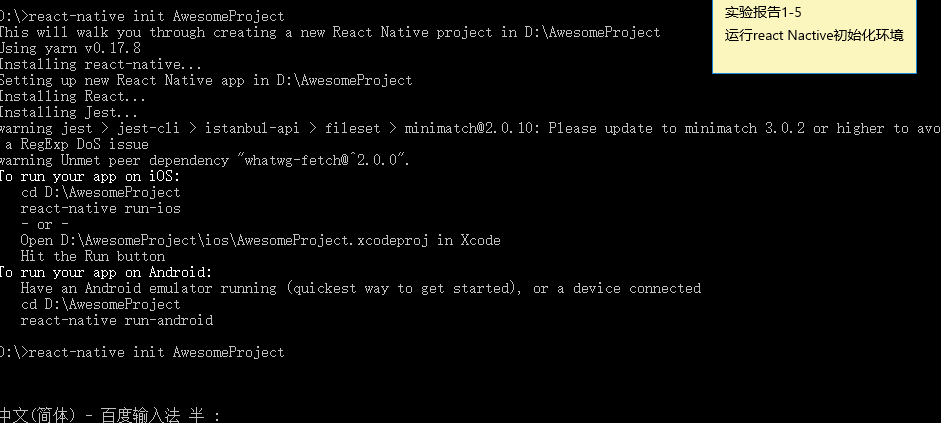 D:\>react-native init AwesomeProject
This will walk you through creating a new React Native project in D:\AwesomeProject
Using yarn v0.17.8
Installing react-native...
Setting up new React Native app in D:\AwesomeProject
Installing React...
Installing Jest...
warning jest > jest-cli > istanbul-api > fileset > minimatch@2.0.10: Please update to minimatch 3.0.2 or higher to avo
a RegExp DoS issue
warning Unmet peer dependency "whatwg-fetch@^2.0.0".
To run your app on iOS:
cd D:\AwesomeProject
react-native run-ios
- or -
Open D:\AwesomeProject\ios\AwesomeProject.xcodeproj in Xcode
Hit the Run button
To run your app on Android:
Have an Android emulator running (quickest way to get started), or a device connected
cd D:\AwesomeProject
react-native run-android
D:\>react-native init AwesomeProject
中文(简体) - 百度输入法 半 :
实验报告1-5
运行react Nactive初始化环境